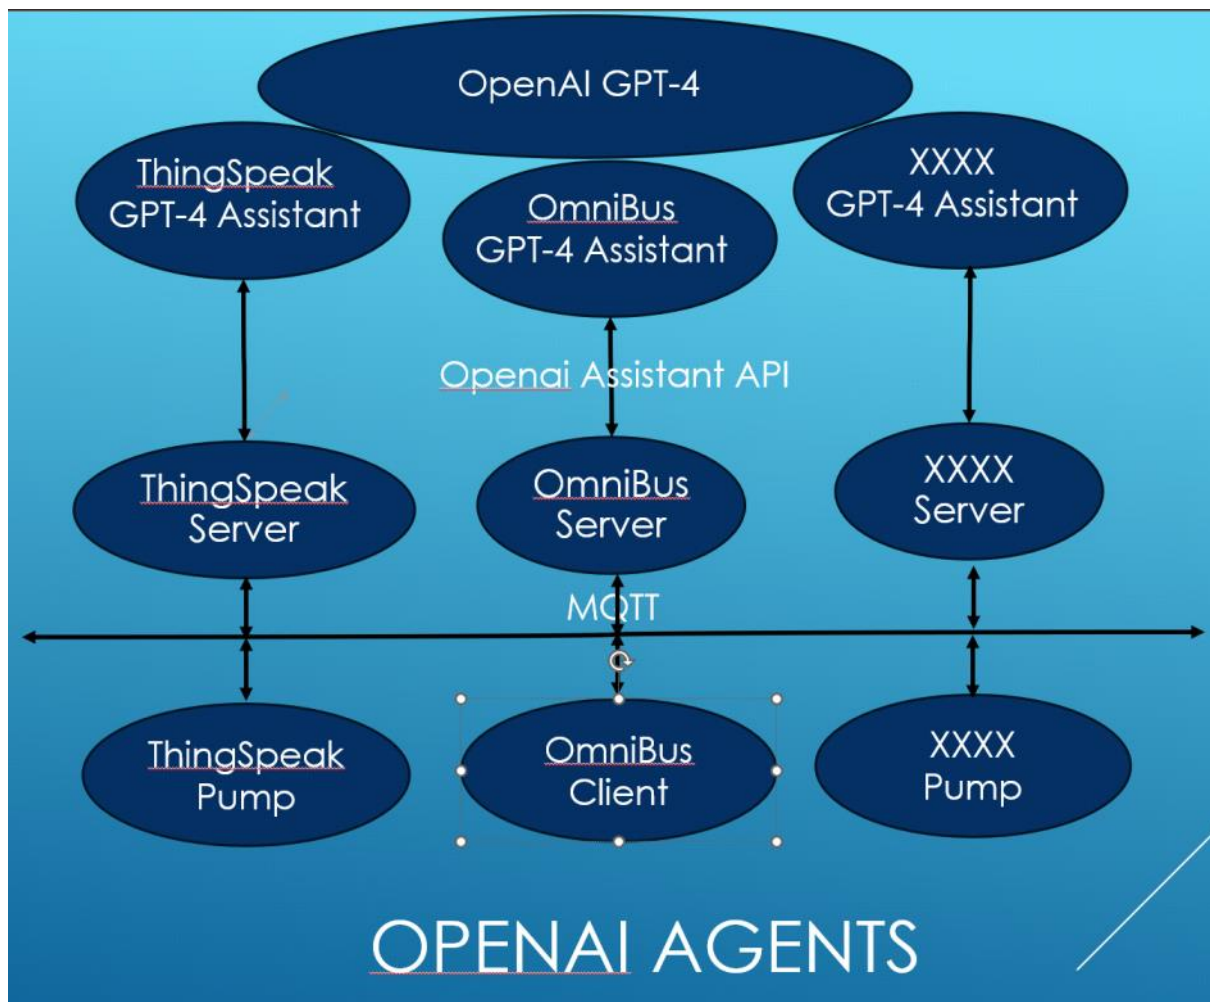 OpenAI GPT-4
ThingSpeak
GPT-4 Assistant
OmniBus
GPT-4 Assistant
XXXX
GPT-4 Assistant
Openai Assistant API
ThingSpeak
Server
OmniBus
Server
XXXX
Server
MQTT
ThingSpeak
Pump
OmniBus
Client
XXXX
Pump
OPENAI AGENTS